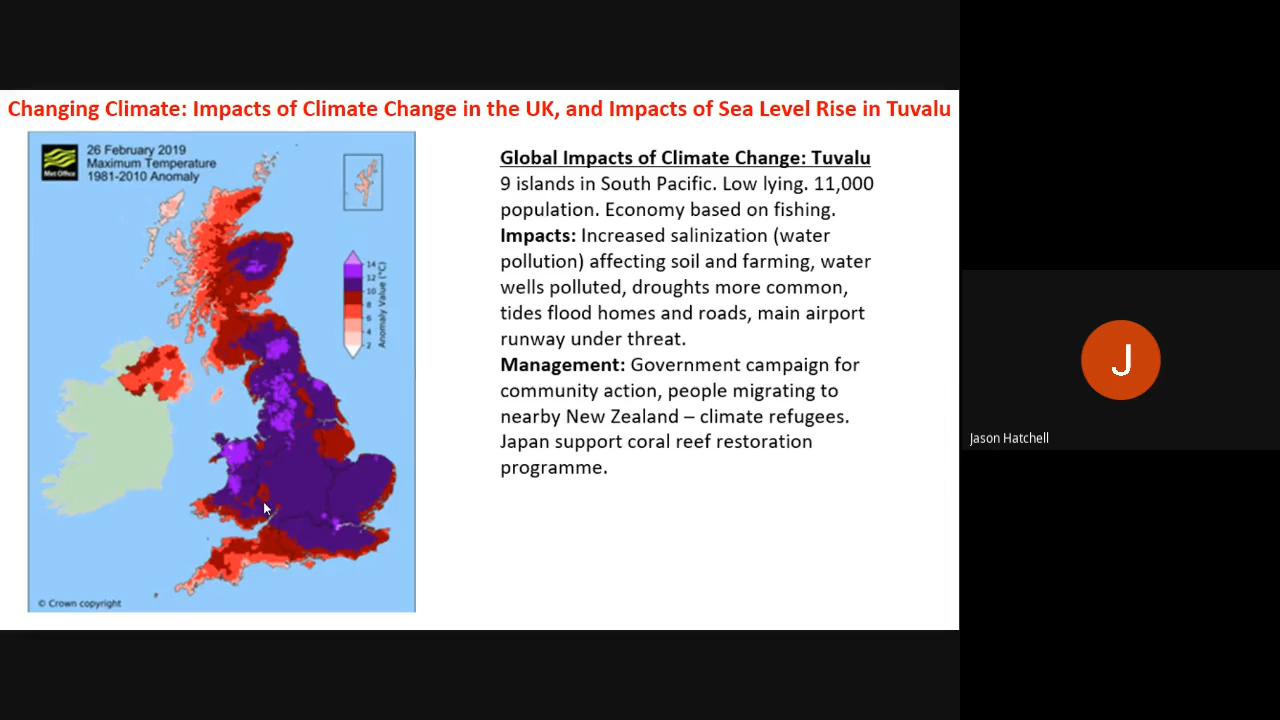 Changing Climate: Impacts of Climate Change in the UK, and Impacts of Sea Level Rise in Tuvalu
Met Office
26 February 2019
Maximum Temperature
1981-2010 Anomaly
14
12
10
8
6
4
2
Anomaly Value (°C)
© Crown copyright
Global Impacts of Climate Change: Tuvalu
9 islands in South Pacific. Low lying. 11,000
population. Economy based on fishing.
Impacts: Increased salinization (water
pollution) affecting soil and farming, water
wells polluted, droughts more common,
tides flood homes and roads, main airport
runway under threat.
Management: Government campaign for
community action, people migrating to
nearby New Zealand – climate refugees.
Japan support coral reef restoration
programme.
J
Jason Hatchell